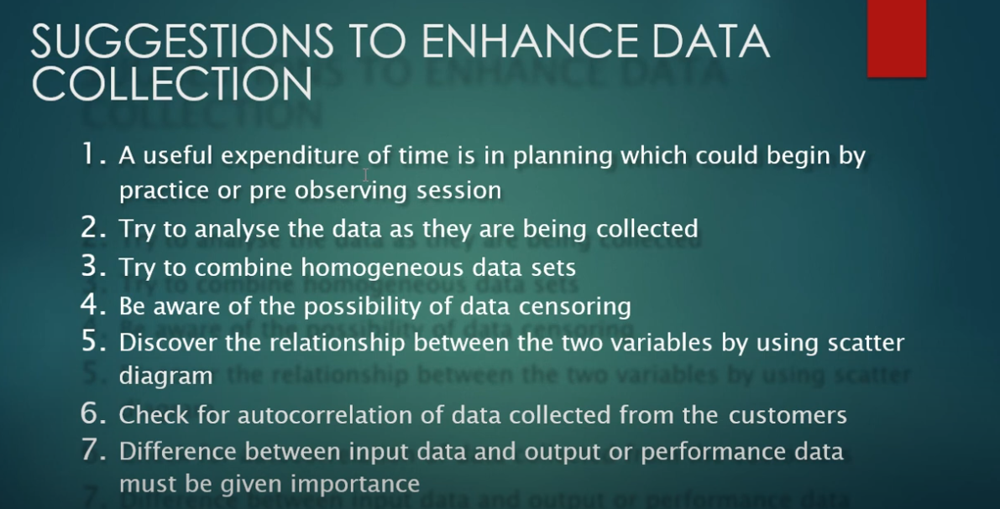 SUGGESTIONS TO ENHANCE DATA
COLLECTION
1. A useful expenditure of time is in planning which could begin by
practice or pre observing session
2. Try to analyse the data as they are being collected
3. Try to combine homogeneous data sets
4. Be aware of the possibility of data censoring
5. Discover the relationship between the two variables by using scatter
diagram
6. Check for autocorrelation of data collected from the customers
7. Difference between input data and output or performance data
must be given importance